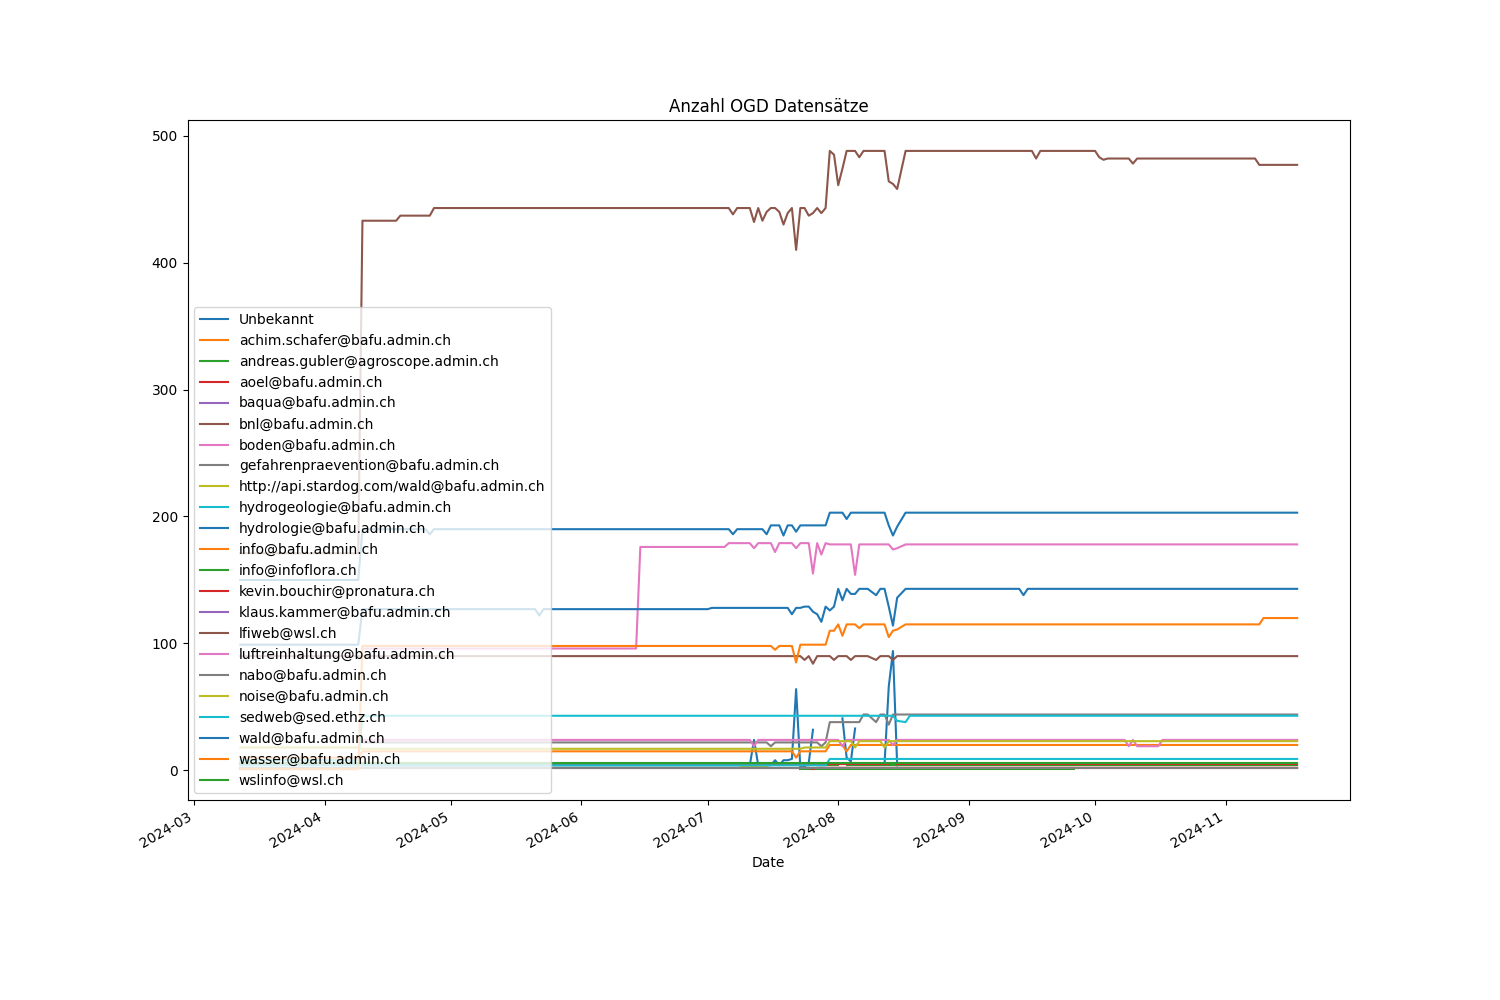 Anzahl OGD Datensätze
500
400
300
200
100
0
Unbekannt
achim.schafer@bafu.admin.ch
andreas.gubler@agroscope.admin.ch
aoel@bafu.admin.ch
baqua@bafu.admin.ch
bnl@bafu.admin.ch
boden@bafu.admin.ch
gefahrenpraevention@bafu.admin.ch
http://api.stardog.com/wald@bafu.admin.ch
hydrogeologie@bafu.admin.ch
hydrologie@bafu.admin.ch
info@bafu.admin.ch
info@infoflora.ch
kevin.bouchir@pronatura.ch
klaus.kammer@bafu.admin.ch
lfiweb@wsl.ch
luftreinhaltung@bafu.admin.ch
nabo@bafu.admin.ch
noise@bafu.admin.ch
sedweb@sed.ethz.ch
wald@bafu.admin.ch
wasser@bafu.admin.ch
wslinfo@wsl.ch
2024-03
2024-04
2024-05
2024-06
2024-07
2024-08
2024-09
2024-10
2024-11
Date